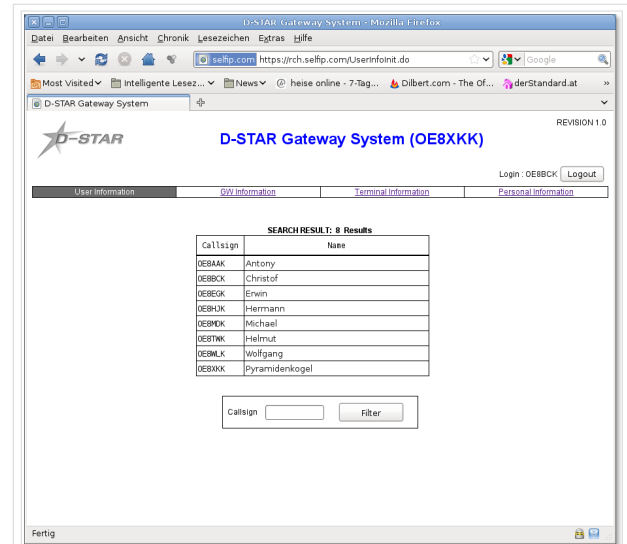 D-STAR Gateway System - Mozilla Firefox
Datei Bearbeiten Ansicht Chronik Lesezeichen Extras Hilfe
selfip.com https://rch.selfip.com/UserInfoInit.do Google
Most Visited Intelligente Lesez... News heise online - 7-Tag... Dilbert.com - The Of... derStandard.at »
D-STAR Gateway System
REVISION 1.0
D-STAR
D-STAR Gateway System (OE8XKK)
Login : OE8BCK Logout
User Information GW Information Terminal Information Personal Information
SEARCH RESULT: 8 Results
Callsign Name
OE8AAK Antony
OE8BCK Christof
OE8EGK Erwin
OE8HJK Hermann
OE8MDK Michael
OE8TWK Helmut
OE8WLK Wolfgang
OE8XKK Pyramidenkogel
Callsign Filter
Fertig